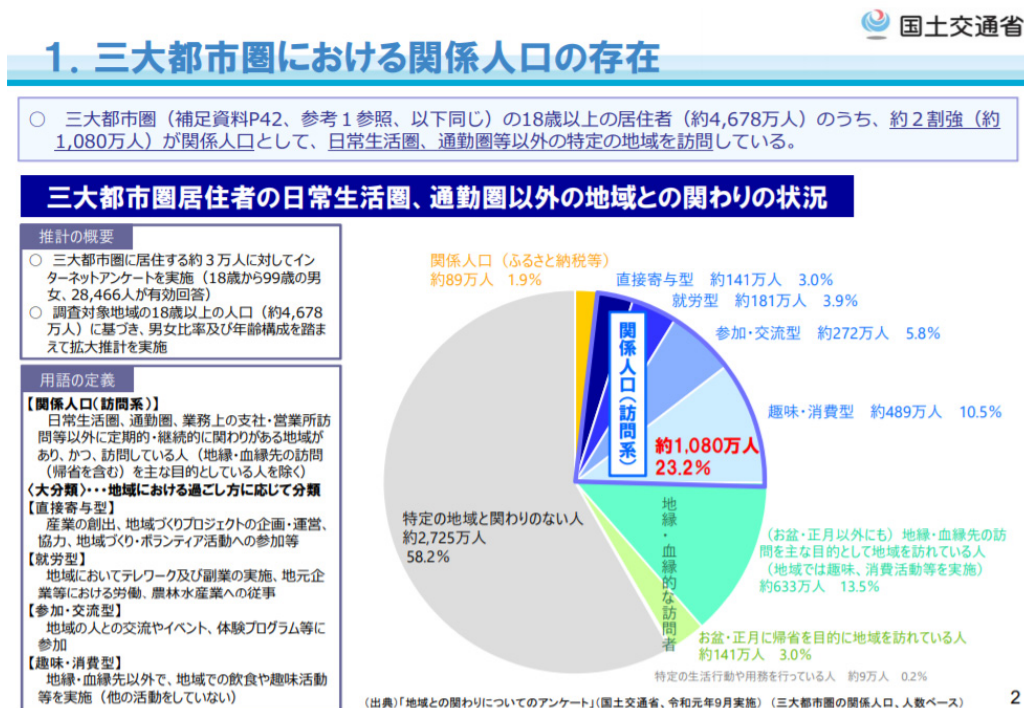 国土交通省
1. 三大都市圏における関係人口の存在
○ 三大都市圏（補足資料P42、参考１参照、以下同じ）の18歳以上の居住者（約4,678万人）のうち、約２割強（約
1,080万人）が関係人口として、日常生活圏、通勤圏等以外の特定の地域を訪問している。
三大都市圏居住者の日常生活圏、通勤圏以外の地域との関わりの状況
推計の概要
○ 三大都市圏に居住する約３万人に対してイン
ターネットアンケートを実施（18歳から99歳の男
女、28,466人が有効回答）
○ 調査対象地域の18歳以上の人口（約4,678
万人）に基づき、男女比率及び年齢構成を踏ま
えて拡大推計を実施
用語の定義
【関係人口（訪問系）】
日常生活圏、通勤圏、業務上の支社・営業所訪
問等以外に定期的・継続的に関わりがある地域が
あり、かつ、訪問している人（地縁・血縁先の訪問
（帰省を含む）を主な目的としている人を除く）
〈大分類〉・・・地域における過ごし方に応じて分類
【直接寄与型】
産業の創出、地域づくりプロジェクトの企画・運営、
協力、地域づくり・ボランティア活動への参加等
【就労型】
地域においてテレワーク及び副業の実施、地元企
業等における労働、農林水産業への従事
【参加・交流型】
地域の人との交流やイベント、体験プログラム等に
参加
【趣味・消費型】
地縁・血縁先以外で、地域での飲食や趣味活動
等を実施（他の活動をしていない）
関係人口（ふるさと納税等）
約89万人 1.9%
直接寄与型 約141万人 3.0%
就労型 約181万人 3.9%
参加・交流型 約272万人 5.8%
趣味・消費型 約489万人 10.5%
関係人口（訪問系）
約1,080万人
23.2%
特定の地域と関わりのない人
約2,725万人
58.2%
地縁・血縁的な訪問者
（お盆・正月以外にも）地縁・血縁先の訪
問を主な目的として地域を訪れている人
（地域では趣味、消費活動等を実施）
約633万人 13.5%
お盆・正月に帰省を目的に地域を訪れている人
約141万人 3.0%
特定の生活行動や用務を行っている人 約9万人 0.2%
（出典）「地域との関わりについてのアンケート」（国土交通省、令和元年9月実施）（三大都市圏の関係人口、人数ベース）
2